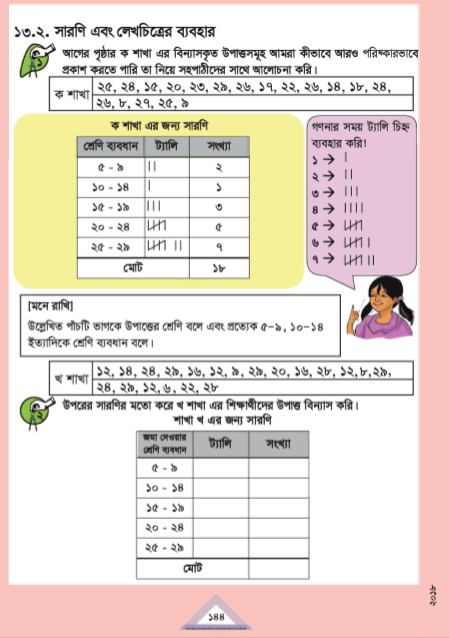 ১৩.২. সারণি এবং লেখচিত্রের ব্যবহার
১
আগের পৃষ্ঠার ক শাখা এর বিন্যাসকৃত উপাত্তসমূহ আমরা কীভাবে আরও পরিষ্কারভাবে
প্রকাশ করতে পারি তা নিয়ে সহপাঠীদের সাথে আলোচনা করি।
ক শাখা ২৫, ২৪, ১৫, ২০, ২৩, ২৯, ২৬, ১৭, ২২, ২৬, ১৪, ১৮, ২৪,
২৬, ৮, ২৭, ২৫, ৯
ক শাখা এর জন্য সারণি
শ্রেণি ব্যবধান ট্যালি সংখ্যা
৫ - ৯ || ২
১০ - ১৪ | ১
১৫ - ১৯ ||| ৩
২০ - ২৪ ৫
২৫ - ২৯ || ৭
মোট ১৮
গণনার সময় ট্যালি চিহ্ন
ব্যবহার করি!
১ → |
২ → ||
৩ → |||
৪ → ||||
৫ →
৬ → |
৭ → ||
[মনে রাখি]
উল্লেখিত পাঁচটি ভাগকে উপাত্তের শ্রেণি বলে এবং প্রত্যেক ৫-৯, ১০-১৪
ইত্যাদিকে শ্রেণি ব্যবধান বলে।
খ শাখা ১২, ১৪, ২৪, ২৯, ১৬, ১২, ৯, ২৯, ২০, ১৬, ২৮, ১২,৮,২৯,
২৪, ২৯, ১২, ৬, ২২, ২৮
২
উপরের সারণির মতো করে খ শাখা এর শিক্ষার্থীদের উপাত্ত বিন্যাস করি।
শাখা খ এর জন্য সারণি
জমা দেওয়ার
শ্রেণি ব্যবধান ট্যালি সংখ্যা
৫ - ৯
১০ - ১৪
১৫ - ১৯
২০ - ২৪
২৫ - ২৯
মোট
১৪৪
২০১৮